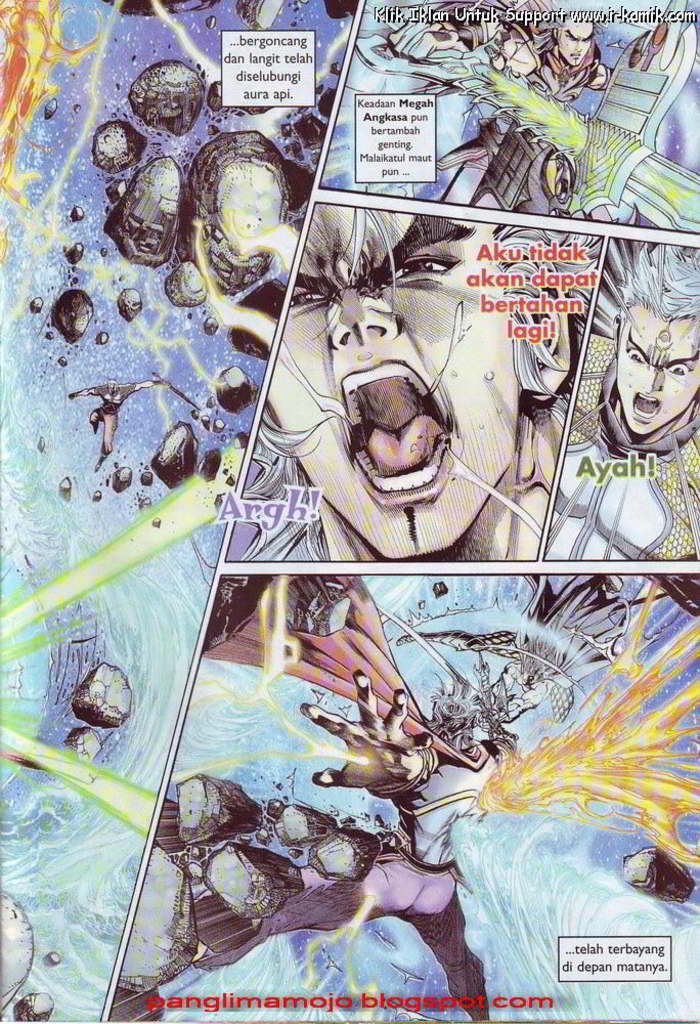 Klik Iklan Untuk Support www.ir-komik.com
...bergoncang
dan langit telah
diselubungi
aura api.
Keadaan Megah
Angkasa pun
bertambah
genting.
Malaikatul maut
pun ...
Aku tidak
akan dapat
bertahan
lagi!
Argh!
Ayah!
...telah terbayang
di depan matanya.
panglimamojo.blogspot.com